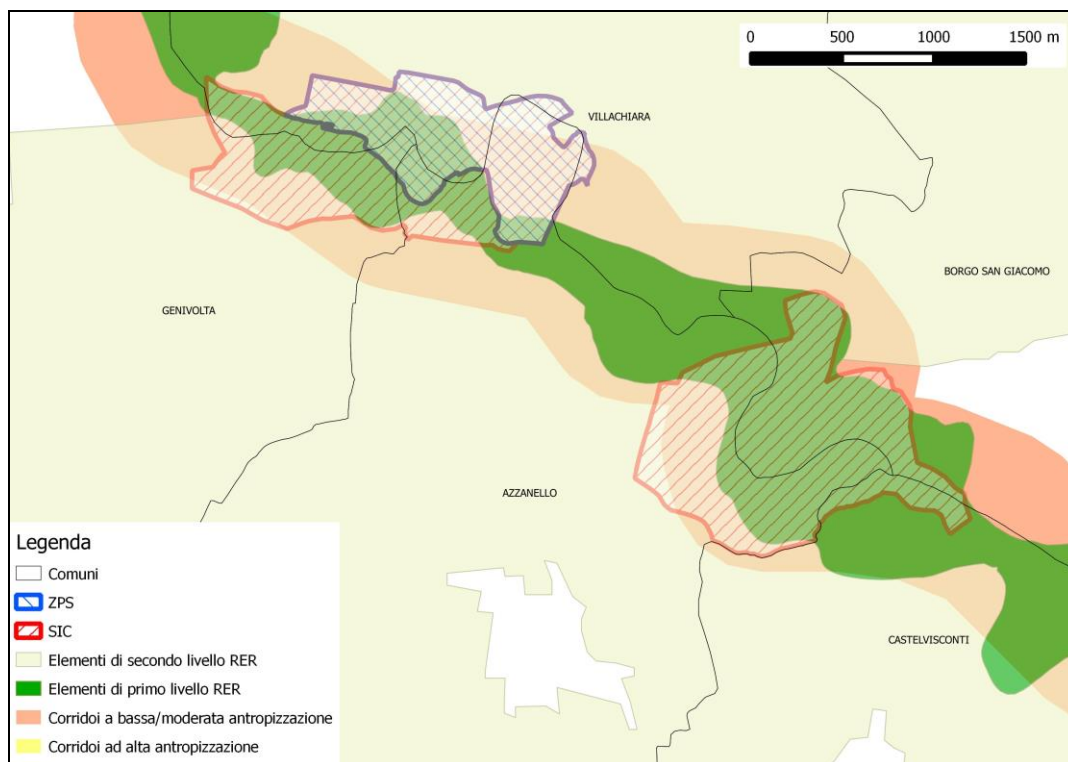 0 500 1000 1500 m
VILLACHIARA
BORGO SAN GIACOMO
GENIVOLTA
AZZANELLO
CASTELVISCONTI
Legenda
Comuni
ZPS
SIC
Elementi di secondo livello RER
Elementi di primo livello RER
Corridoi a bassa/moderata antropizzazione
Corridoi ad alta antropizzazione